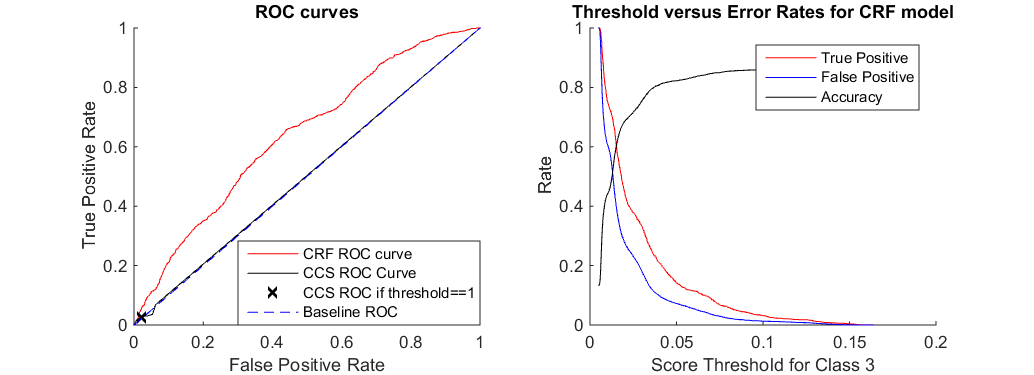 ROC curves
1
0.8
0.6
0.4
0.2
0
True Positive Rate
CRF ROC curve
CCS ROC Curve
CCS ROC if threshold==1
Baseline ROC
0
0.2
0.4
0.6
0.8
1
False Positive Rate
Threshold versus Error Rates for CRF model
1
0.8
0.6
0.4
0.2
0
Rate
True Positive
False Positive
Accuracy
0
0.05
0.1
0.15
0.2
Score Threshold for Class 3